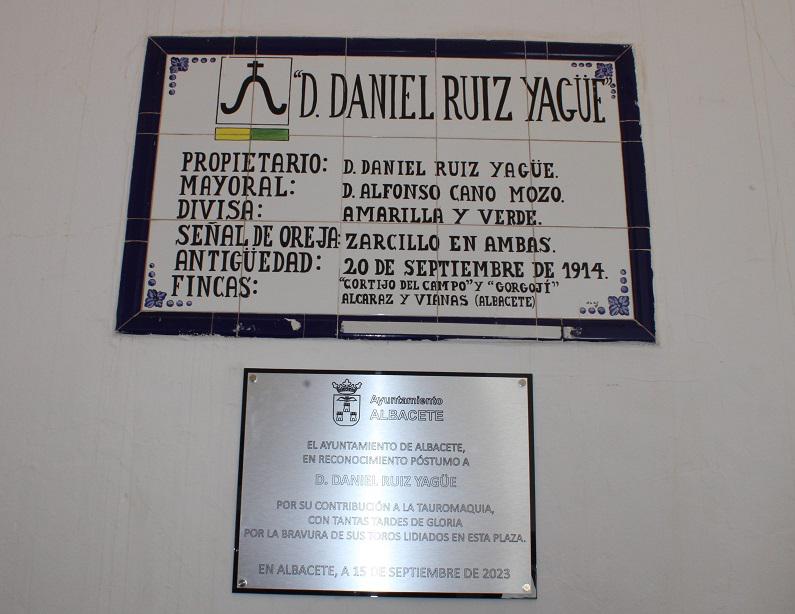 "D. DANIEL RUIZ YAGÜE"
PROPIETARIO: D. DANIEL RUIZ YAGÜE.
MAYORAL: D. ALFONSO CANO MOZO.
DIVISA: AMARILLA Y VERDE.
SEÑAL DE OREJA: ZARCILLO EN AMBAS.
ANTIGÜEDAD: 20 DE SEPTIEMBRE DE 1914.
FINCAS: "CORTIJO DEL CAMPO" Y "GORGOJÍ"
ALCARAZ Y VIANAS (ALBACETE)
Ayuntamiento
ALBACETE
EL AYUNTAMIENTO DE ALBACETE,
EN RECONOCIMIENTO PÓSTUMO A
D. DANIEL RUIZ YAGÜE
POR SU CONTRIBUCIÓN A LA TAUROMAQUIA,
CON TANTAS TARDES DE GLORIA
POR LA BRAVURA DE SUS TOROS LIDIADOS EN ESTA PLAZA.
EN ALBACETE, A 15 DE SEPTIEMBRE DE 2023